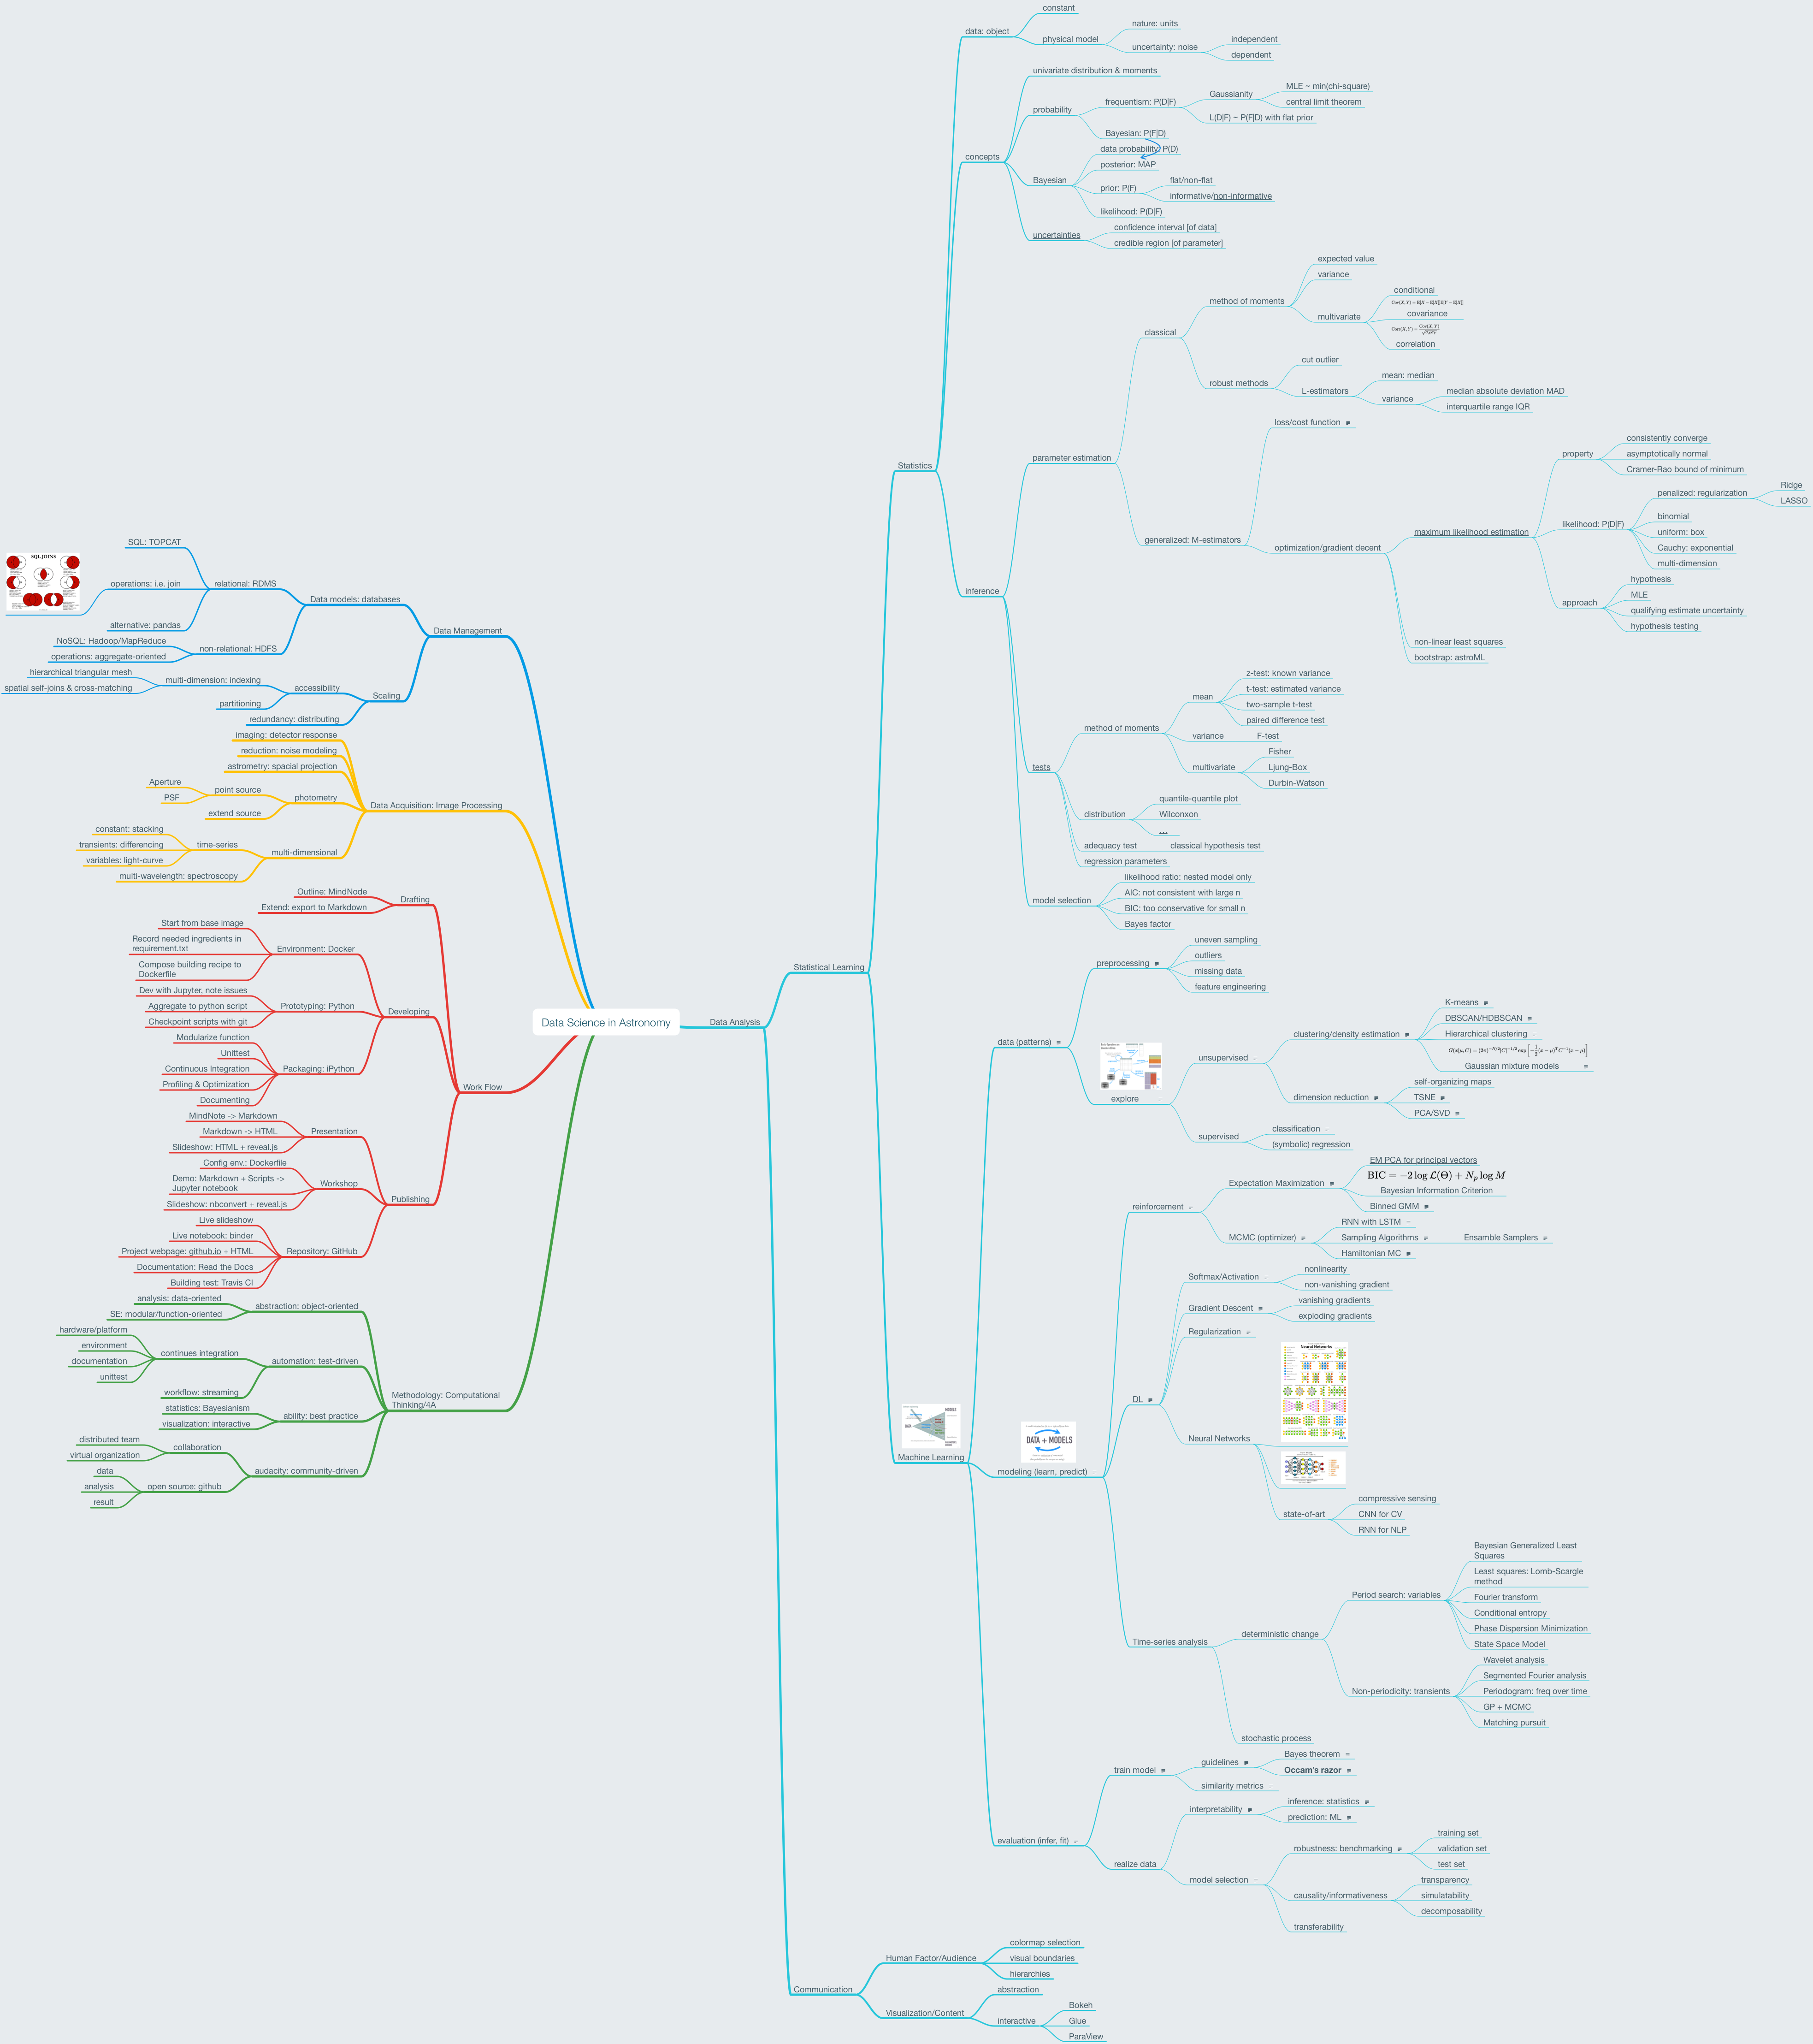 Data Science in Astronomy
Data Management
Data models: databases
relational: RDMS
SQL: TOPCAT
operations: i.e. join
SQL JOINS
alternative: pandas
non-relational: HDFS
NoSQL: Hadoop/MapReduce
operations: aggregate-oriented
Scaling
accessibility
multi-dimension: indexing
hierarchical triangular mesh
spatial self-joins & cross-matching
partitioning
redundancy: distributing
Data Acquisition: Image Processing
imaging: detector response
reduction: noise modeling
astrometry: spacial projection
photometry
point source
Aperture
PSF
extend source
multi-dimensional
time-series
constant: stacking
transients: differencing
variables: light-curve
multi-wavelength: spectroscopy
Work Flow
Drafting
Outline: MindNode
Extend: export to Markdown
Developing
Environment: Docker
Start from base image
Record needed ingredients in
requirement.txt
Compose building recipe to
Dockerfile
Prototyping: Python
Dev with Jupyter, note issues
Aggregate to python script
Checkpoint scripts with git
Packaging: iPython
Modularize function
Unittest
Continuous Integration
Profiling & Optimization
Documenting
Publishing
Presentation
MindNote -> Markdown
Markdown -> HTML
Slideshow: HTML + reveal.js
Workshop
Config env.: Dockerfile
Demo: Markdown + Scripts ->
Jupyter notebook
Slideshow: nbconvert + reveal.js
Repository: GitHub
Live slideshow
Live notebook: binder
Project webpage: github.io + HTML
Documentation: Read the Docs
Building test: Travis CI
Methodology: Computational
Thinking/4A
abstraction: object-oriented
analysis: data-oriented
SE: modular/function-oriented
automation: test-driven
continues integration
hardware/platform
environment
documentation
unittest
workflow: streaming
ability: best practice
statistics: Bayesianism
visualization: interactive
audacity: community-driven
collaboration
distributed team
virtual organization
open source: github
data
analysis
result
Data Analysis
Statistical Learning
Statistics
data: object
constant
physical model
nature: units
uncertainty: noise
independent
dependent
concepts
univariate distribution & moments
probability
frequentism: P(D|F)
Gaussianity
MLE ~ min(chi-square)
central limit theorem
L(D|F) ~ P(F|D) with flat prior
Bayesian: P(F|D)
Bayesian
data probability: P(D)
posterior: MAP
prior: P(F)
flat/non-flat
informative/non-informative
likelihood: P(D|F)
uncertainties
confidence interval [of data]
credible region [of parameter]
inference
parameter estimation
classical
method of moments
expected value
variance
multivariate
conditional
Cov(X, Y) = E[X − E[X]]E[Y − E[X]]
covariance
correlation
robust methods
cut outlier
L-estimators
mean: median
variance
median absolute deviation MAD
interquartile range IQR
generalized: M-estimators
loss/cost function
optimization/gradient decent
maximum likelihood estimation
property
consistently converge
asymptotically normal
Cramer-Rao bound of minimum
likelihood: P(D|F)
penalized: regularization
Ridge
LASSO
binomial
uniform: box
Cauchy: exponential
multi-dimension
approach
hypothesis
MLE
qualifying estimate uncertainty
hypothesis testing
non-linear least squares
bootstrap: astroML
tests
method of moments
mean
z-test: known variance
t-test: estimated variance
two-sample t-test
paired difference test
variance
F-test
multivariate
Fisher
Ljung-Box
Durbin-Watson
distribution
quantile-quantile plot
Wilconxon
...
adequacy test
classical hypothesis test
regression parameters
model selection
likelihood ratio: nested model only
AIC: not consistent with large n
BIC: too conservative for small n
Bayes factor
Machine Learning
MODELS
DATA
data (patterns)
preprocessing
uneven sampling
outliers
missing data
feature engineering
explore
unsupervised
clustering/density estimation
K-means
DBSCAN/HDBSCAN
Hierarchical clustering
G(x|μ, C) = (2π)^{-N/2}|C|^{-1/2} exp [-1/2 (x − μ)^T C^{-1}(x − μ)]
Gaussian mixture models
dimension reduction
self-organizing maps
TSNE
PCA/SVD
supervised
classification
(symbolic) regression
modeling (learn, predict)
DATA + MODELS
reinforcement
Expectation Maximization
EM PCA for principal vectors
BIC = −2 log ℒ(Θ) + N_p log M
Bayesian Information Criterion
Binned GMM
MCMC (optimizer)
RNN with LSTM
Sampling Algorithms
Ensamble Samplers
Hamiltonian MC
DL
Softmax/Activation
nonlinearity
non-vanishing gradient
Gradient Descent
vanishing gradients
exploding gradients
Regularization
Neural Networks
Neural Networks
state-of-art
compressive sensing
CNN for CV
RNN for NLP
Time-series analysis
deterministic change
Period search: variables
Bayesian Generalized Least
Squares
Least squares: Lomb-Scargle
method
Fourier transform
Conditional entropy
Phase Dispersion Minimization
State Space Model
Non-periodicity: transients
Wavelet analysis
Segmented Fourier analysis
Periodogram: freq over time
GP + MCMC
Matching pursuit
stochastic process
evaluation (infer, fit)
train model
guidelines
Bayes theorem
Occam's razor
similarity metrics
realize data
interpretability
inference: statistics
prediction: ML
model selection
robustness: benchmarking
training set
validation set
test set
causality/informativeness
transparency
simulatability
decomposability
transferability
Communication
Human Factor/Audience
colormap selection
visual boundaries
hierarchies
Visualization/Content
abstraction
interactive
Bokeh
Glue
ParaView